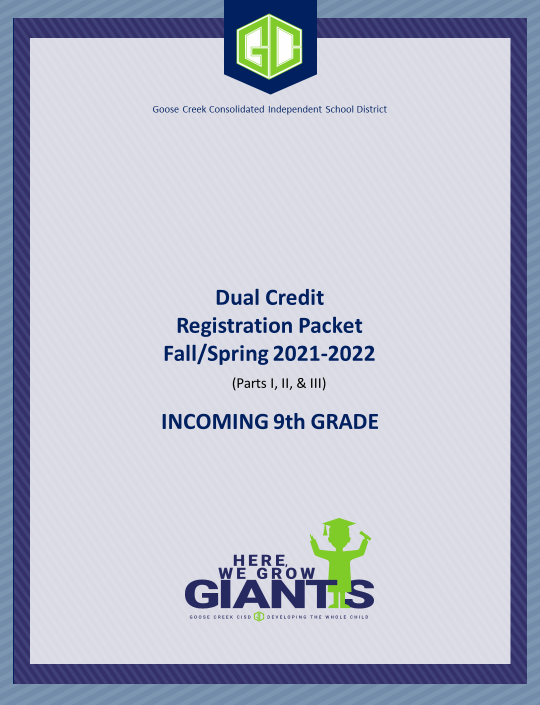 GC
Goose Creek Consolidated Independent School District
Dual Credit
Registration Packet
Fall/Spring 2021-2022
(Parts I, II, & III)
INCOMING 9th GRADE
HERE,
WE GROW
GIANTS
GOOSE CREEK CISD GC DEVELOPING THE WHOLE CHILD